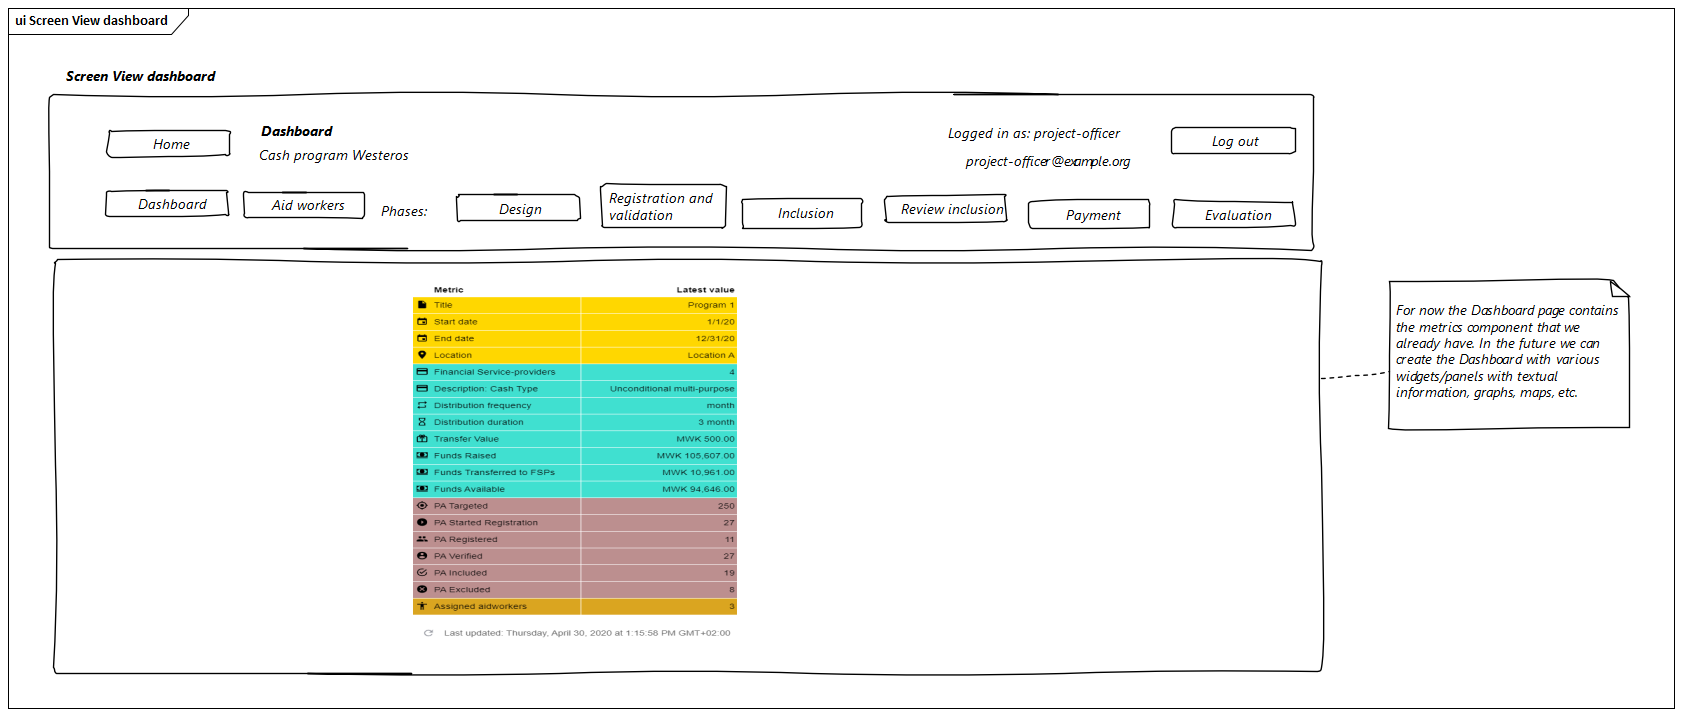 ui Screen View dashboard
Screen View dashboard
Home
Dashboard
Cash program Westeros
Logged in as: project-officer
project-officer@example.org
Log out
Dashboard
Aid workers
Phases:
Design
Registration and
validation
Inclusion
Review inclusion
Payment
Evaluation
Metric Latest value
Title Program 1
Start date 1/1/20
End date 12/31/20
Location Location A
Financial Service-providers 4
Description: Cash Type Unconditional multi-purpose
Distribution frequency month
Distribution duration 3 month
Transfer Value MWK 500.00
Funds Raised MWK 105,607.00
Funds Transferred to FSPs MWK 10,961.00
Funds Available MWK 94,646.00
PA Targeted 250
PA Started Registration 27
PA Registered 11
PA Verified 27
PA Included 19
PA Excluded 8
Assigned aidworkers 3
Last updated: Thursday, April 30, 2020 at 1:15:58 PM GMT+02:00
For now the Dashboard page contains
the metrics component that we
already have. In the future we can
create the Dashboard with various
widgets/panels with textual
information, graphs, maps, etc.